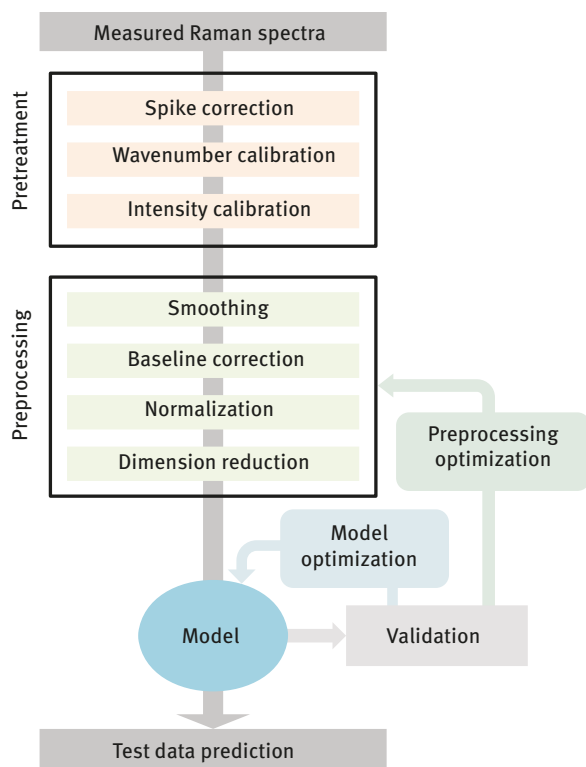 Measured Raman spectra
Pretreatment
Spike correction
Wavenumber calibration
Intensity calibration
Preprocessing
Smoothing
Baseline correction
Normalization
Dimension reduction
Preprocessing
optimization
Model
optimization
Model
Validation
Test data prediction